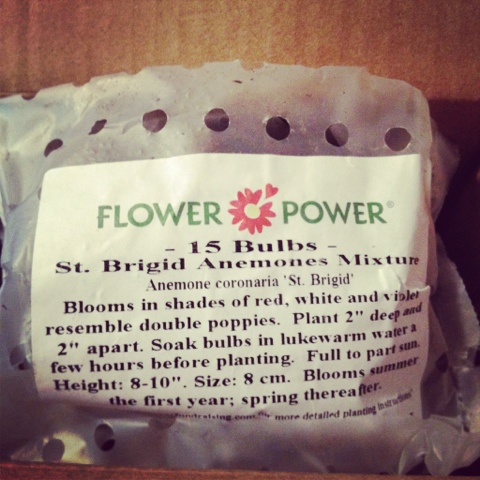 FLOWER POWER®
- 15 Bulbs -
St. Brigid Anemones Mixture
Anemone coronaria 'St. Brigid'
Blooms in shades of red, white and violet
resemble double poppies. Plant 2" deep and
2" apart. Soak bulbs in lukewarm water a
few hours before planting. Full to part sun.
Height: 8-10". Size: 8 cm. Blooms summer
the first year; spring thereafter.
more detailed planting instructions